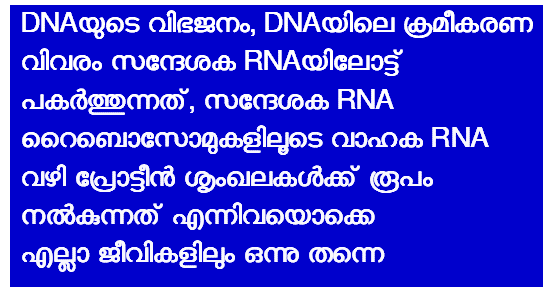 DNAയുടെ വിഭജനം, DNAയിലെ ക്രമീകരണ
വിവരം സന്ദേശക RNAയിലോട്ട്
പകർത്തുന്നത്, സന്ദേശക RNA
റൈബൊസോമുകളിലൂടെ വാഹക RNA
വഴി പ്രോട്ടീൻ ശൃംഖലകൾക്ക് രൂപം
നൽകുന്നത് എന്നിവയൊക്കെ
എല്ലാ ജീവികളിലും ഒന്നു തന്നെ